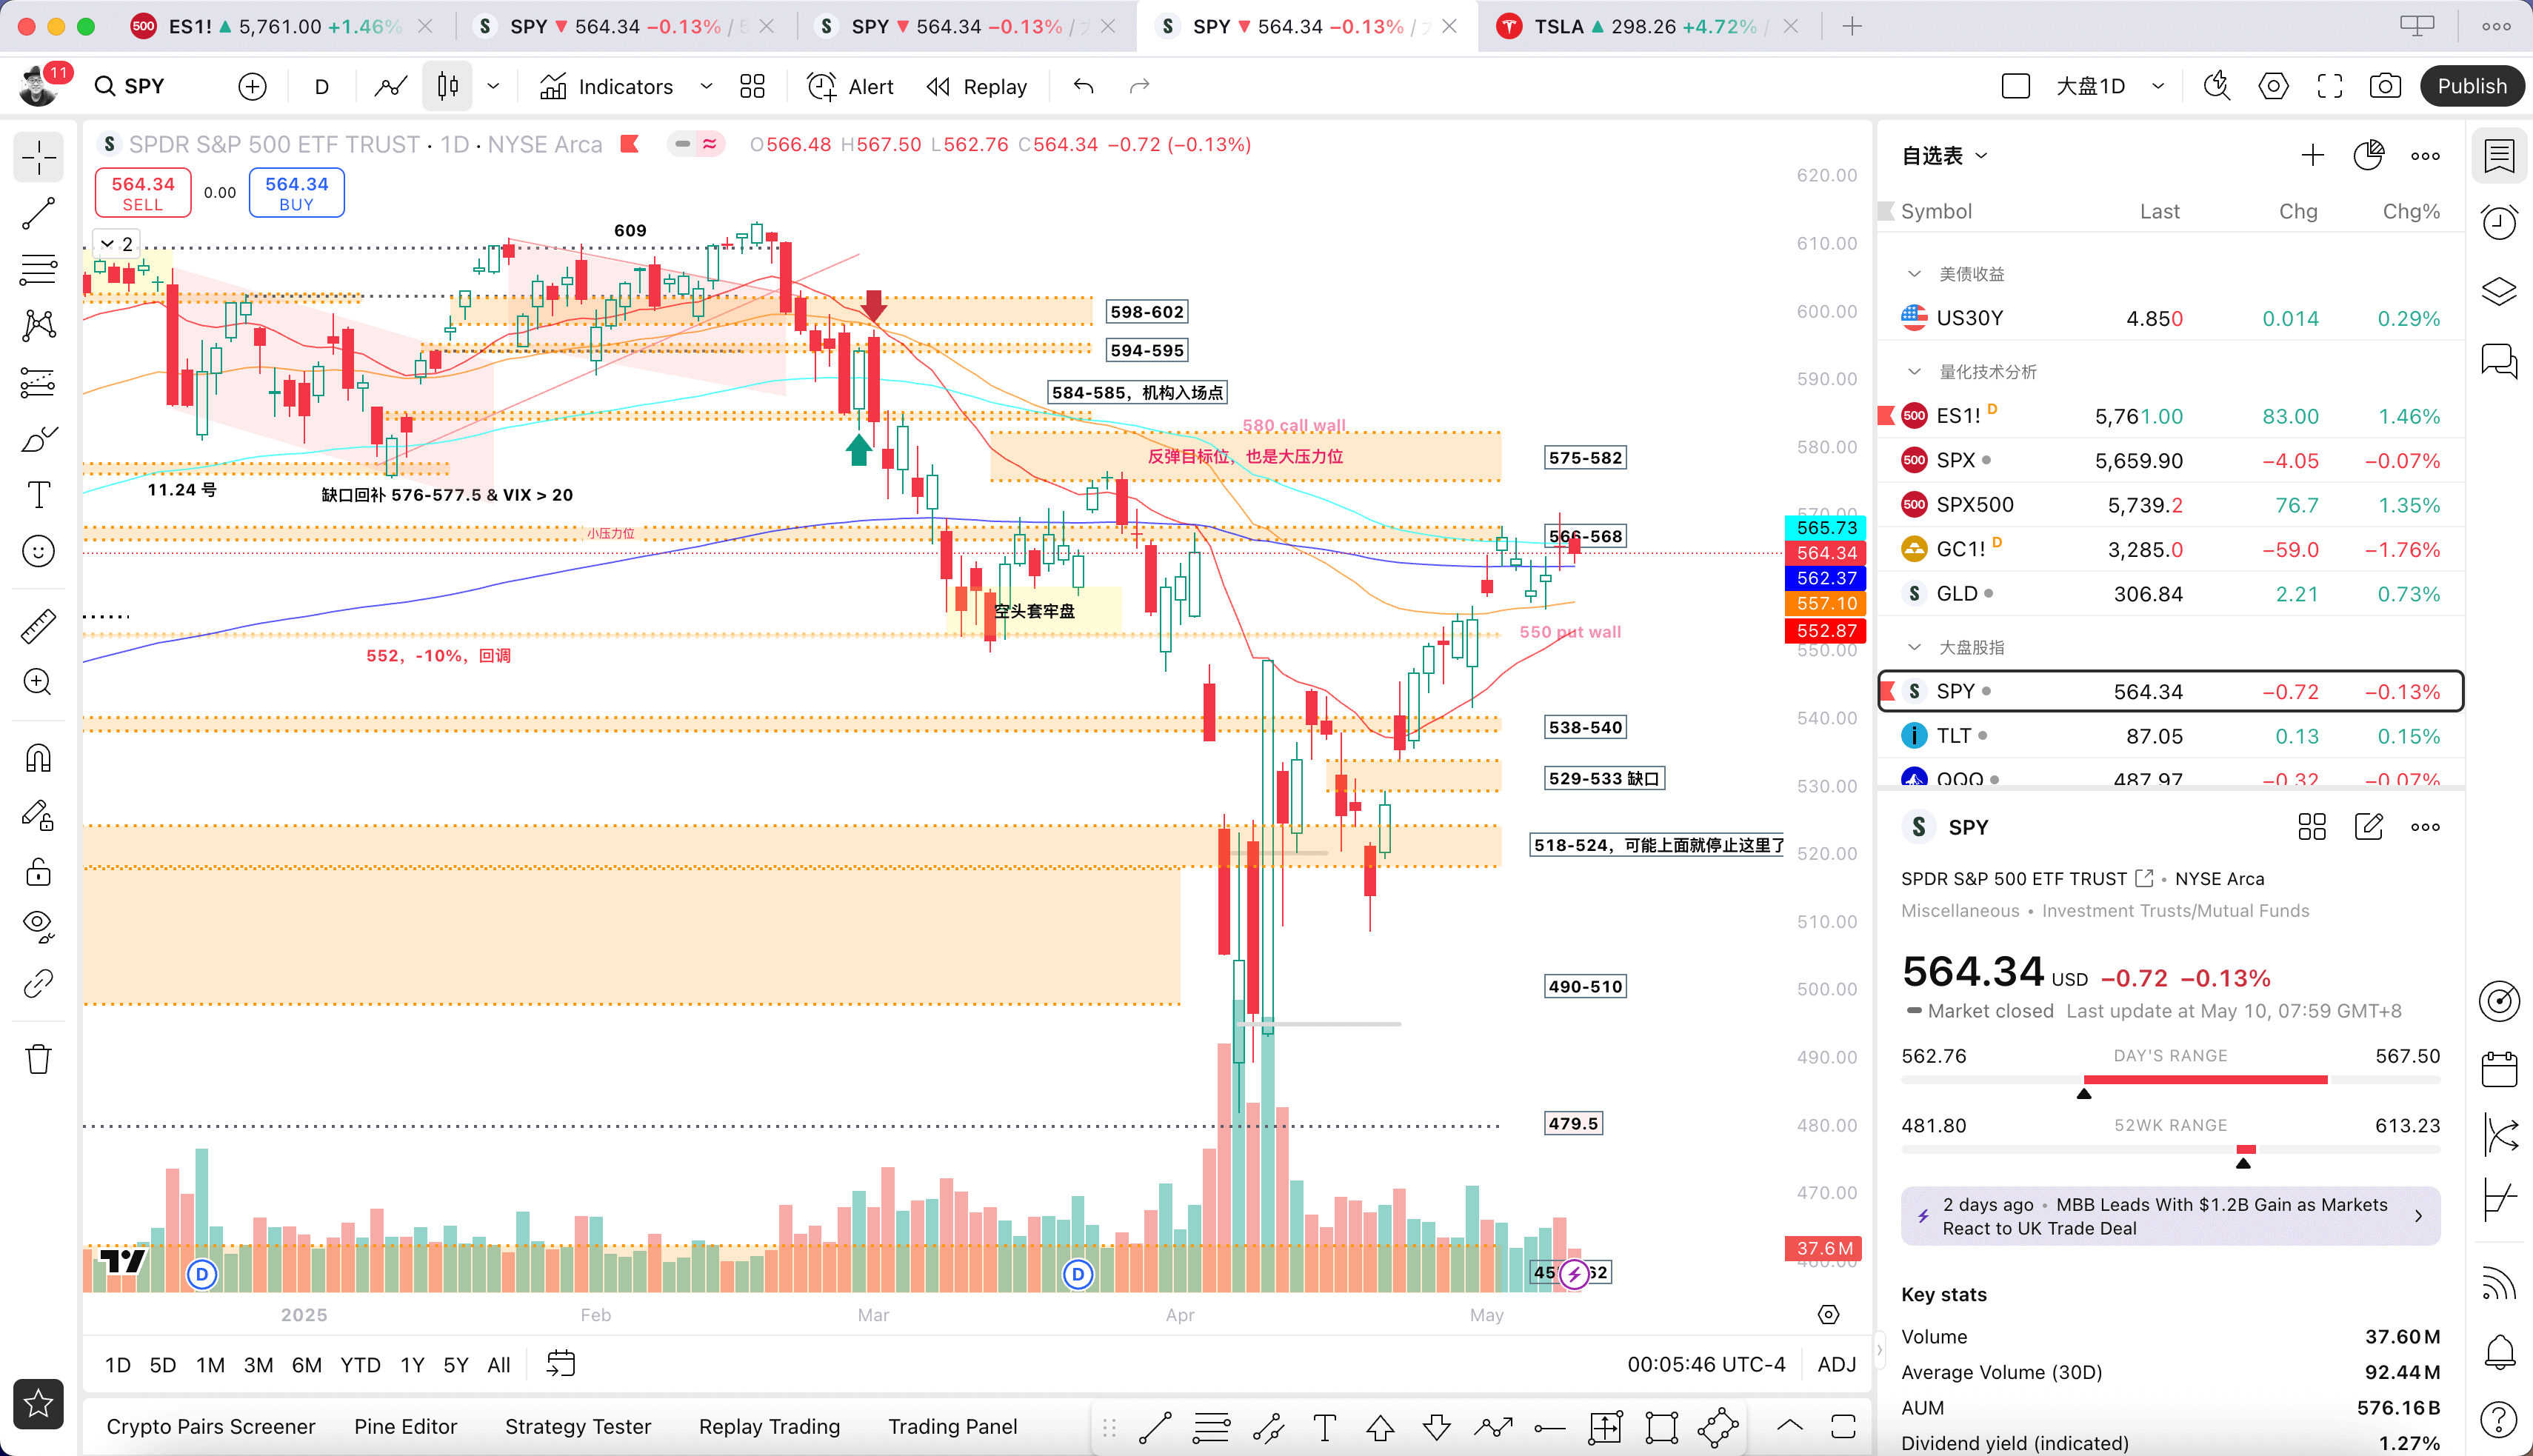 ES1! ▲ 5,761.00 +1.46%
SPY ▼ 564.34 −0.13% /
SPY ▼ 564.34 −0.13% /
SPY ▼ 564.34 −0.13% /
TSLA ▲ 298.26 +4.72% /
11
SPY
D
Indicators
Alert
Replay
大盘1D
Publish
SPDR S&P 500 ETF TRUST · 1D · NYSE Arca
O566.48 H567.50 L562.76 C564.34 −0.72 (−0.13%)
564.34
SELL
0.00
564.34
BUY
2
609
598-602
594-595
584-585，机构入场点
580 call wall
反弹目标位，也是大压力位
575-582
11.24 号
缺口回补 576-577.5 & VIX > 20
小压力位
566-568
空头套牢盘
550 put wall
552，-10%，回调
538-540
529-533 缺口
518-524，可能上面就停止这里了
490-510
479.5
620.00
610.00
600.00
590.00
580.00
570.00
565.73
564.34
562.37
557.10
552.87
550.00
540.00
530.00
520.00
510.00
500.00
490.00
480.00
470.00
37.6 M
460.00
D
D
2025
Feb
Mar
Apr
May
1D
5D
1M
3M
6M
YTD
1Y
5Y
All
00:05:46 UTC-4
ADJ
Crypto Pairs Screener
Pine Editor
Strategy Tester
Replay Trading
Trading Panel
自选表
Symbol Last Chg Chg%
美债收益
US30Y 4.850 0.014 0.29%
量化技术分析
500 ES1! D 5,761.00 83.00 1.46%
500 SPX 5,659.90 −4.05 −0.07%
500 SPX500 5,739.2 76.7 1.35%
GC1! D 3,285.0 −59.0 −1.76%
S GLD 306.84 2.21 0.73%
大盘股指
S SPY 564.34 −0.72 −0.13%
TLT 87.05 0.13 0.15%
QQQ 487.97 −0.32 −0.07%
S SPY
SPDR S&P 500 ETF TRUST • NYSE Arca
Miscellaneous • Investment Trusts/Mutual Funds
564.34 USD −0.72 −0.13%
Market closed Last update at May 10, 07:59 GMT+8
562.76 DAY'S RANGE 567.50
481.80 52WK RANGE 613.23
2 days ago • MBB Leads With $1.2B Gain as Markets
React to UK Trade Deal
Key stats
Volume 37.60 M
Average Volume (30D) 92.44 M
AUM 576.16 B
Dividend yield (indicated) 1.27%